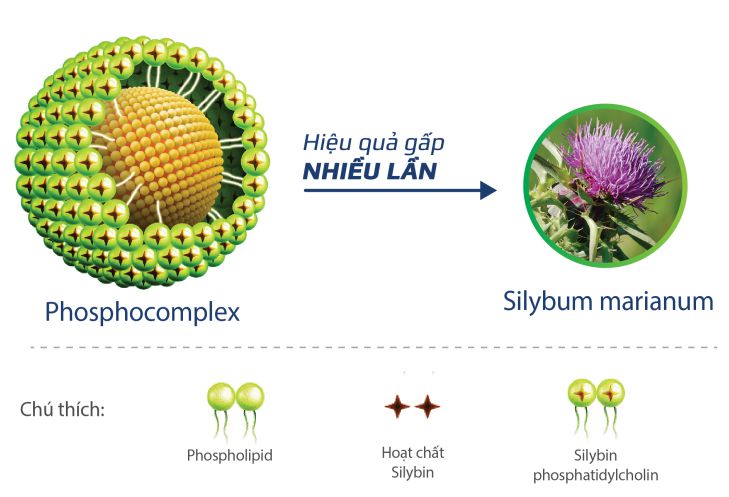 Hiệu quả gấp
NHIỀU LẦN
Phosphocomplex
Silybum marianum
Chú thích:
Phospholipid
Hoạt chất
Silybin
Silybin
phosphatidylcholin